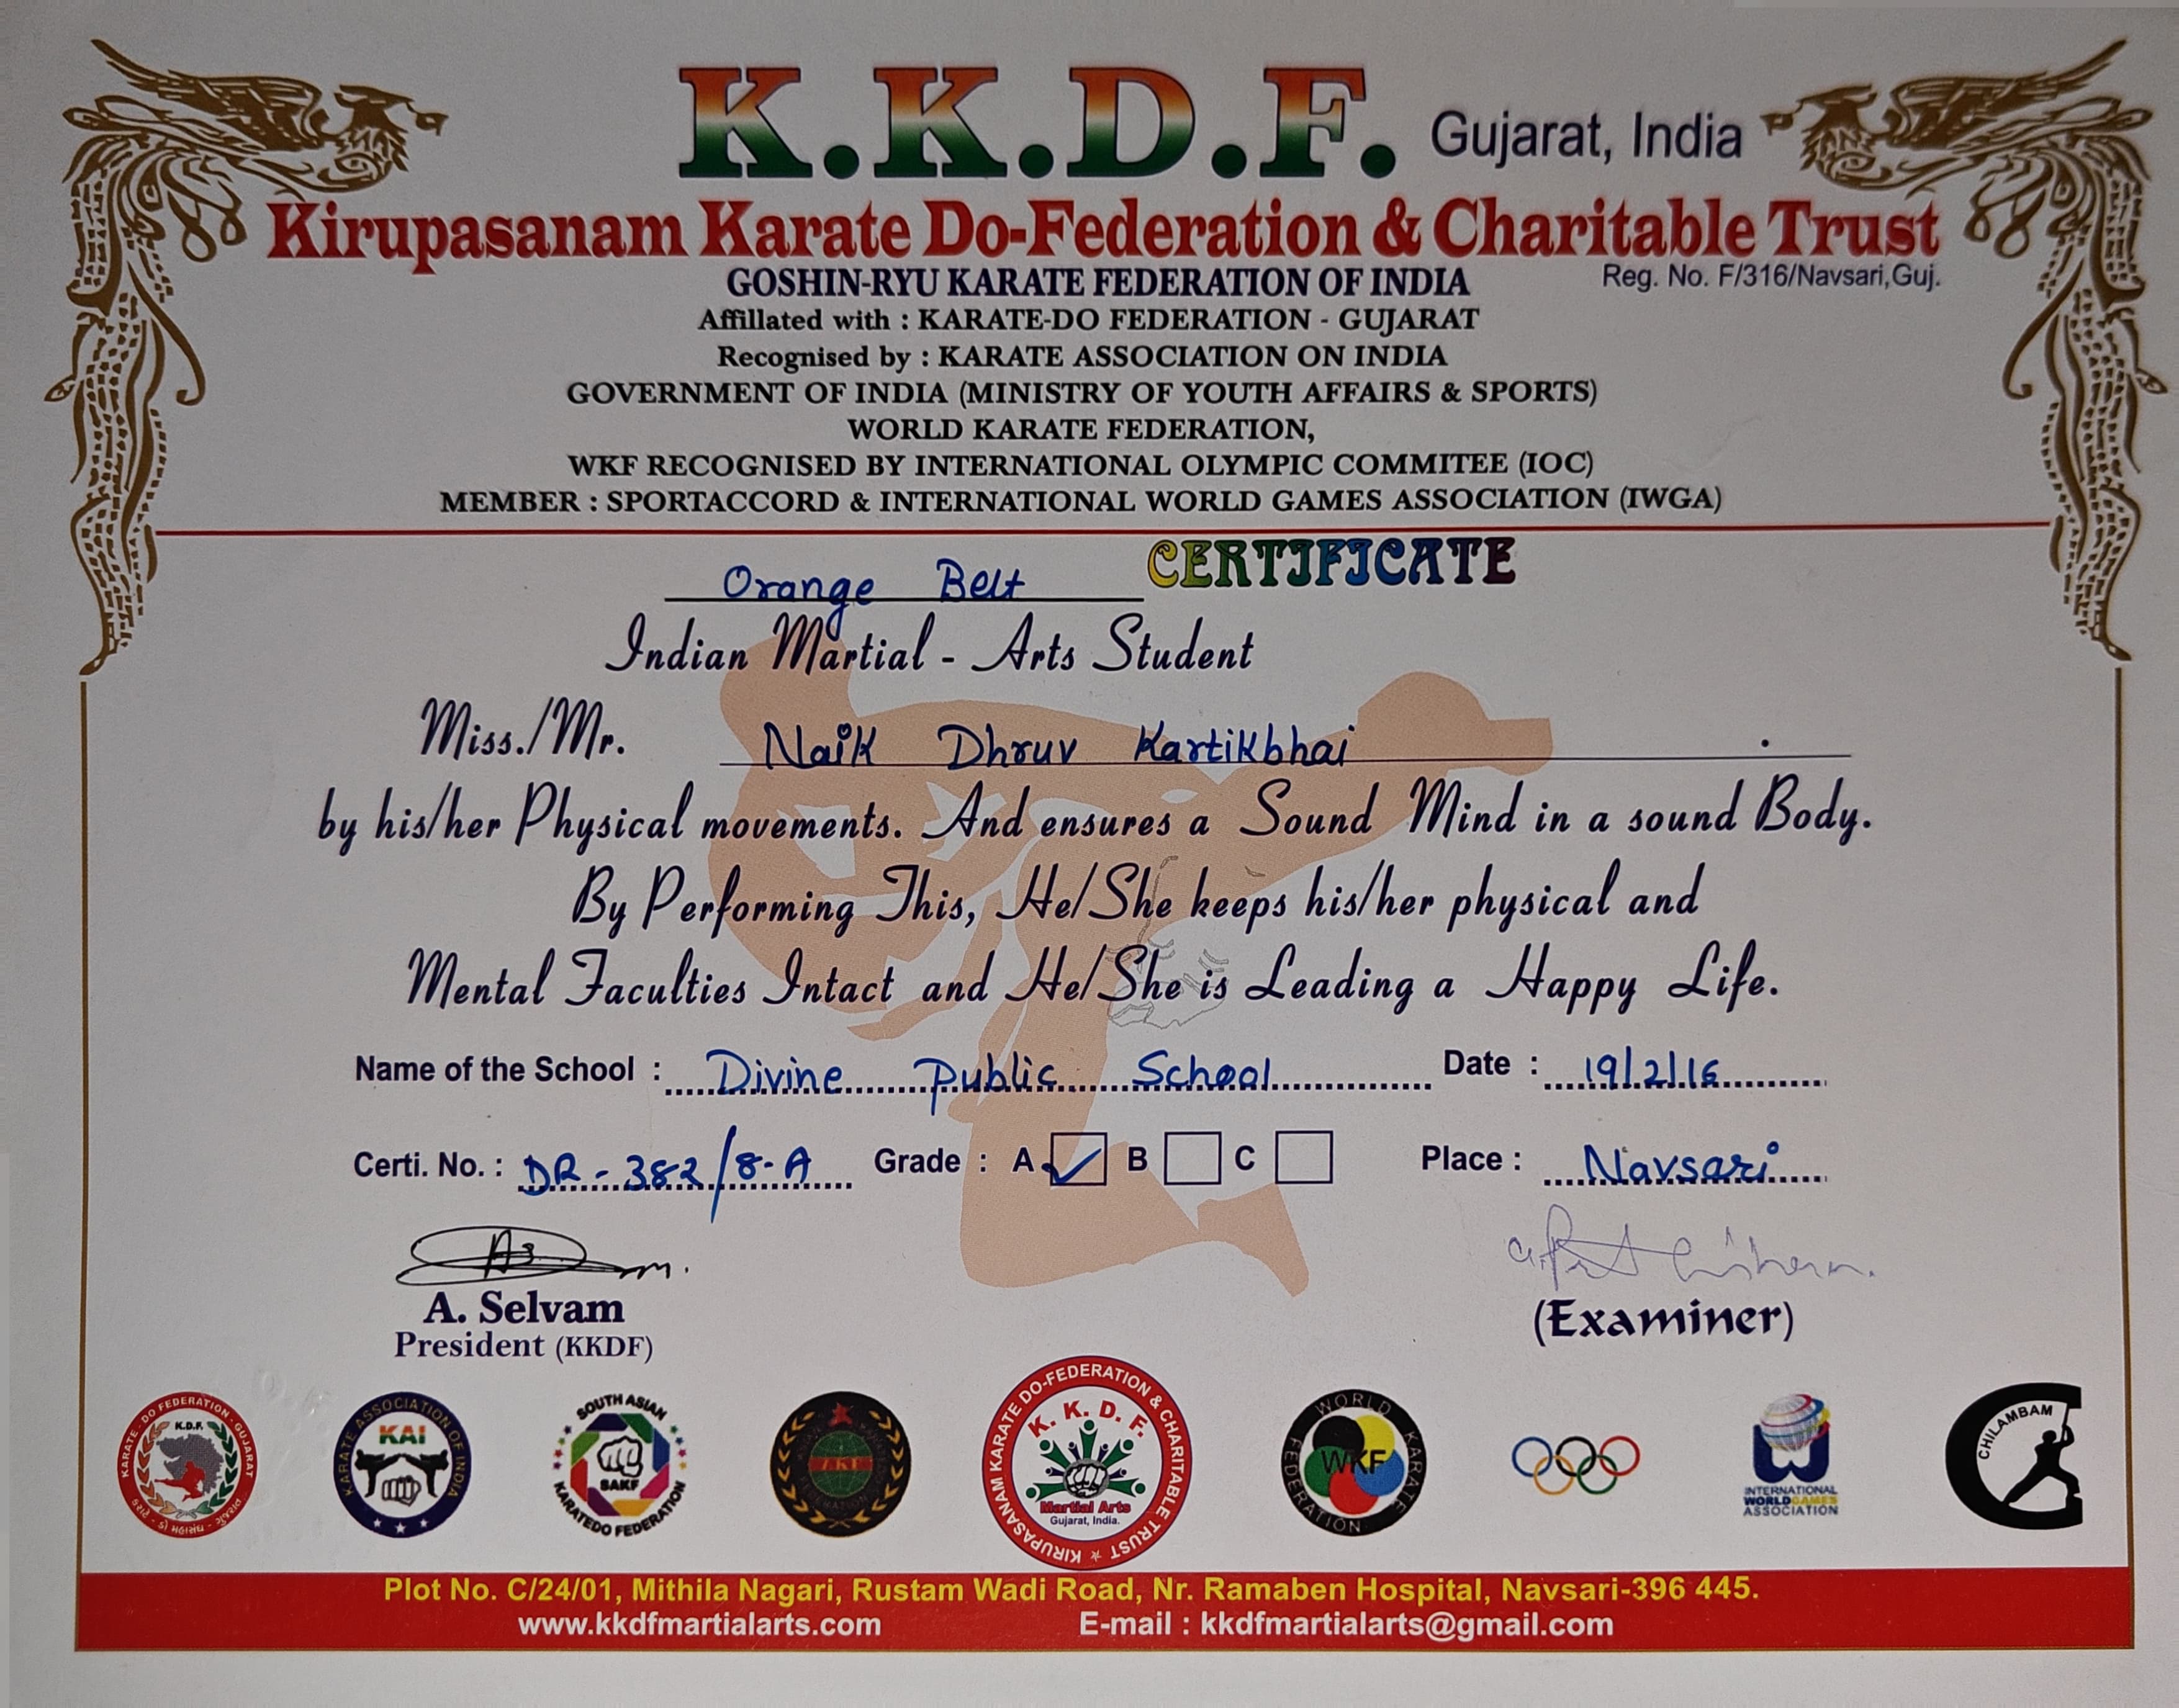 K.K.D.F. Gujarat, India
Kirupasanam Karate Do-Federation & Charitable Trust
GOSHIN-RYU KARATE FEDERATION OF INDIA Reg. No. F/316/Navsari,Guj.
Affillated with : KARATE-DO FEDERATION - GUJARAT
Recognised by : KARATE ASSOCIATION ON INDIA
GOVERNMENT OF INDIA (MINISTRY OF YOUTH AFFAIRS & SPORTS)
WORLD KARATE FEDERATION,
WKF RECOGNISED BY INTERNATIONAL OLYMPIC COMMITEE (IOC)
MEMBER : SPORTACCORD & INTERNATIONAL WORLD GAMES ASSOCIATION (IWGA)
Orange Belt CERTIFICATE
Indian Martial - Arts Student
Miss./Mr. Naik Dhruv Kartikbhai
by his/her Physical movements. And ensures a Sound Mind in a sound Body.
By Performing This, He/She keeps his/her physical and
Mental Faculties Intact and He/She is Leading a Happy Life.
Name of the School : Divine Public School Date : 19/2/16
Certi. No. : DR-382/8-A Grade : A ✓ B C Place : Navsari
A. Selvam
President (KKDF)
(Examiner)
KARATE-DO FEDERATION-GUJARAT
K.D.F.
કરાટે-ડો મહાસંઘ-ગુજરાત
KARATE ASSOCIATION OF INDIA
KAI
SOUTH ASIAN
SAKF
KARATEDO FEDERATION
KIRUPASANAM KARATE DO-FEDERATION & CHARITABLE TRUST
K. K. D. F.
Martial Arts
Gujarat, India.
WORLD KARATE FEDERATION
WKF
INTERNATIONAL
WORLD GAMES
ASSOCIATION
CHILAMBAM
Plot No. C/24/01, Mithila Nagari, Rustam Wadi Road, Nr. Ramaben Hospital, Navsari-396 445.
www.kkdfmartialarts.com E-mail : kkdfmartialarts@gmail.com